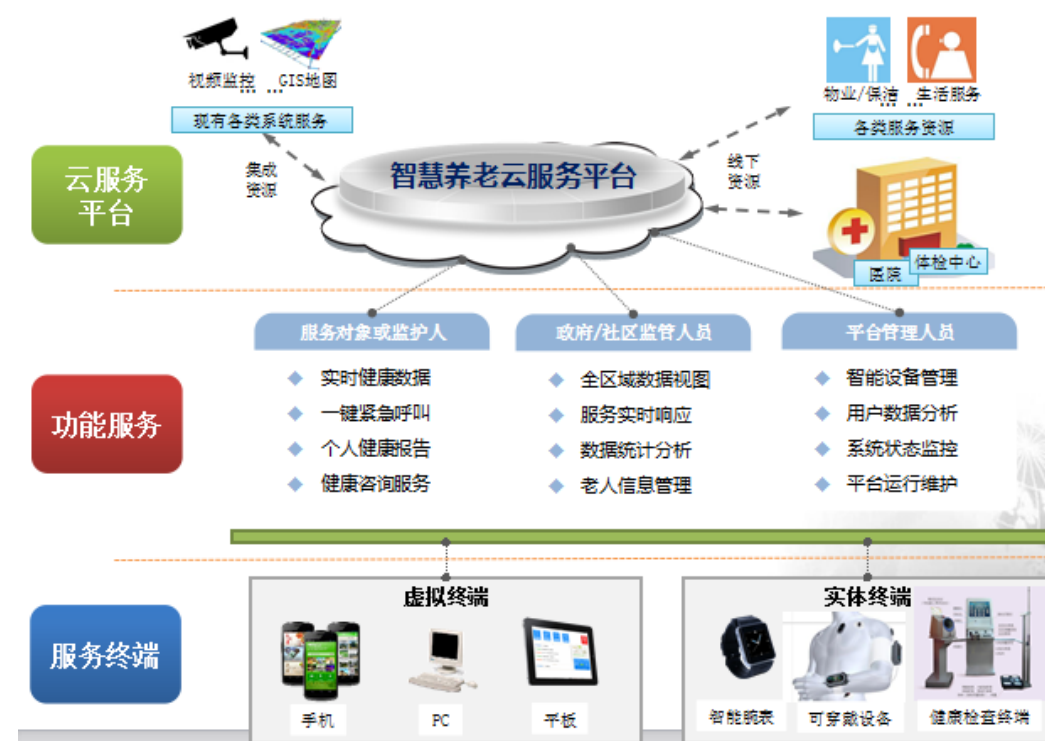 视频监控
GIS地图
... ...
现有各类系统服务
物业/保洁
生活服务
... ...
各类服务资源
集成
资源
智慧养老云服务平台
线下
资源
云服务
平台
医院
体检中心
服务对象或监护人
政府/社区监管人员
平台管理人员
功能服务
实时健康数据
一键紧急呼叫
个人健康报告
健康咨询服务
全区域数据视图
服务实时响应
数据统计分析
老人信息管理
智能设备管理
用户数据分析
系统状态监控
平台运行维护
服务终端
虚拟终端
手机
PC
平板
实体终端
智能腕表
可穿戴设备
健康检查终端